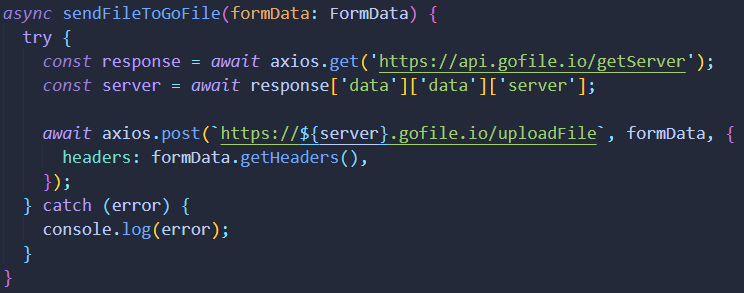 async sendFileToGoFile(formData: FormData) {
  try {
    const response = await axios.get('https://api.gofile.io/getServer');
    const server = await response['data']['data']['server'];

    await axios.post(`https://${server}.gofile.io/uploadFile`, formData, {
      headers: formData.getHeaders(),
    });
  } catch (error) {
    console.log(error);
  }
}